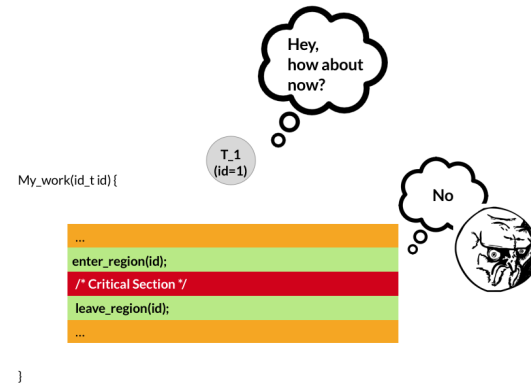 Hey,
how about
now?
T_1
(id=1)
My_work(id_t id) {
No
...
enter_region(id);
/* Critical Section */
leave_region(id);
...
}